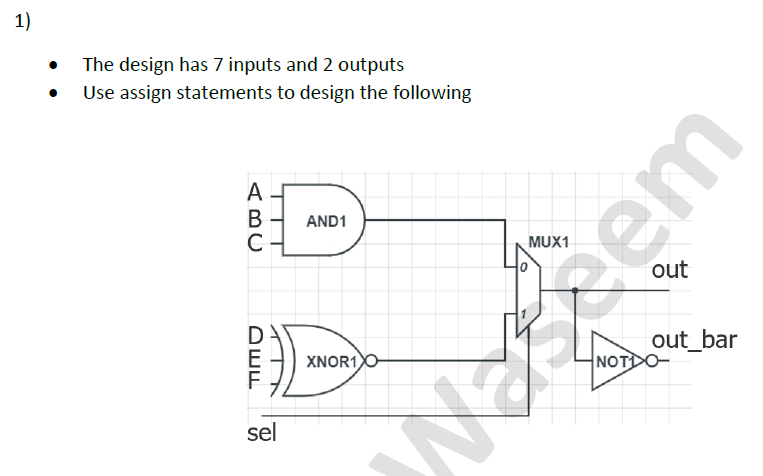 1)
• The design has 7 inputs and 2 outputs
• Use assign statements to design the following
A
B
C
AND1
MUX1
0
out
1
D
E
F
XNOR1
out_bar
NOT1
sel
Waseem